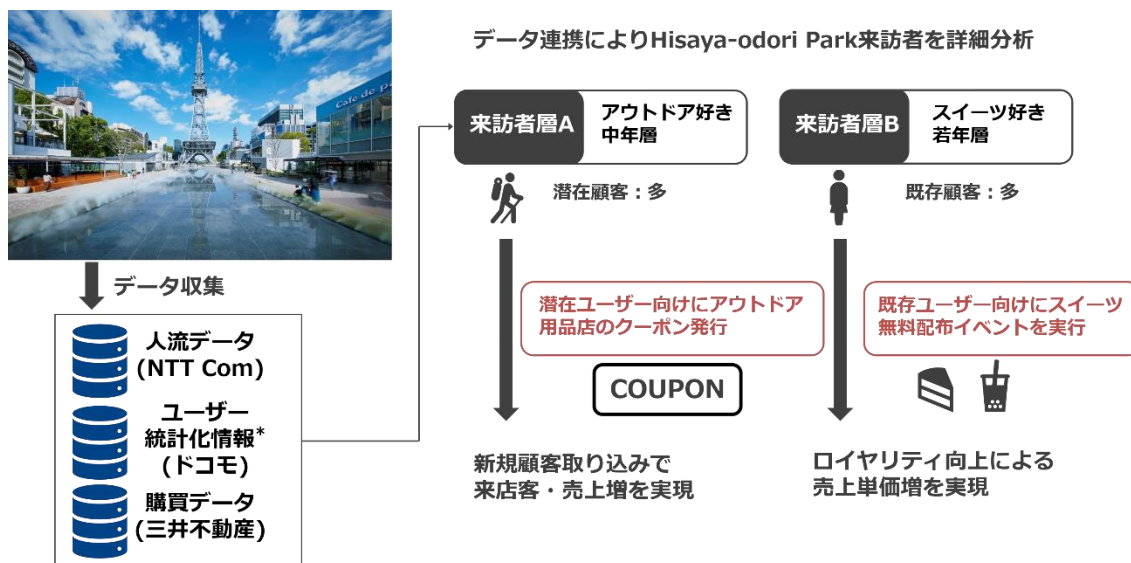 データ連携によりHisaya-odori Park来訪者を詳細分析
Cafe de p
来訪者層A
アウトドア好き
中年層
来訪者層B
スイーツ好き
若年層
潜在顧客：多
既存顧客：多
データ収集
潜在ユーザー向けにアウトドア
用品店のクーポン発行
既存ユーザー向けにスイーツ
無料配布イベントを実行
人流データ
(NTT Com)
COUPON
ユーザー
統計化情報*
(ドコモ)
購買データ
(三井不動産)
新規顧客取り込みで
来店客・売上増を実現
ロイヤリティ向上による
売上単価増を実現